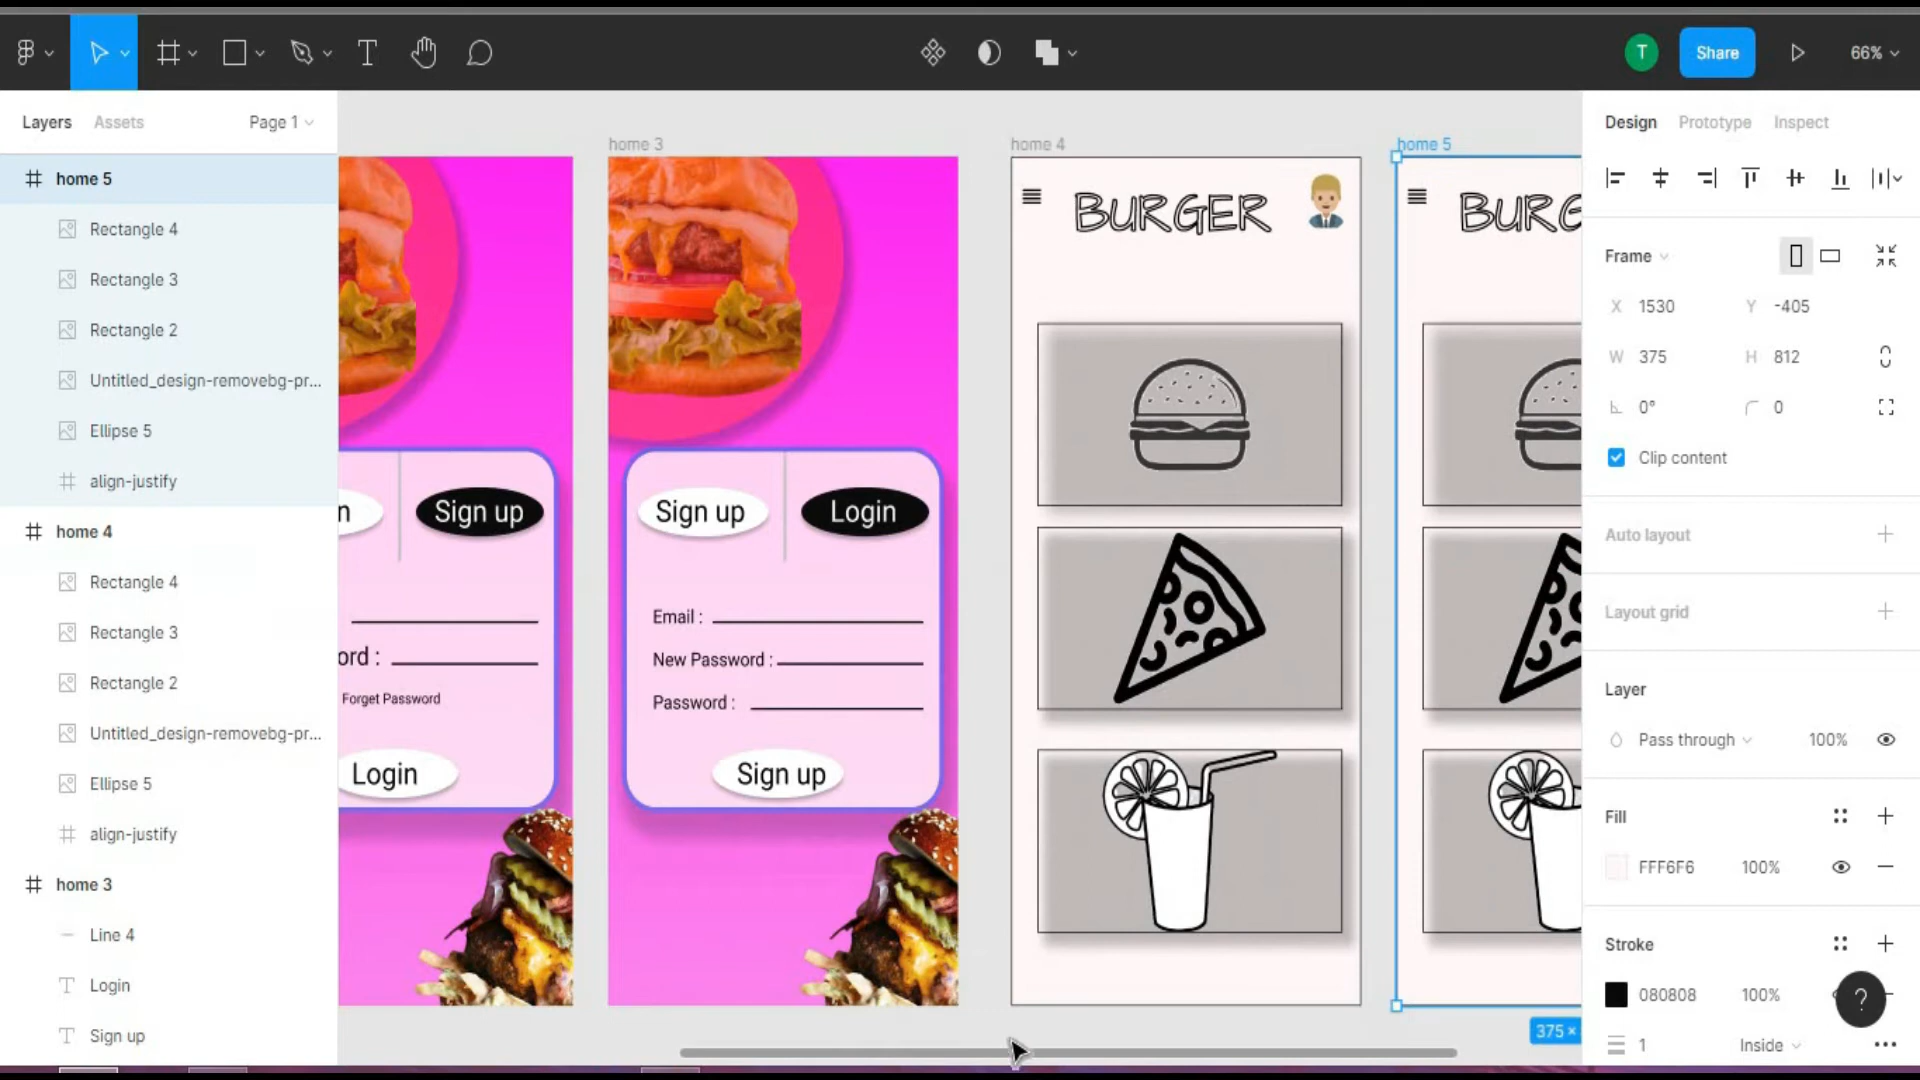 T
T
Share
66%
Layers
Assets
Page 1
Design
Prototype
Inspect
home 5
Rectangle 4
Rectangle 3
Rectangle 2
Untitled_design-removebg-pr...
Ellipse 5
align-justify
home 4
Rectangle 4
Rectangle 3
Rectangle 2
Untitled_design-removebg-pr...
Ellipse 5
align-justify
home 3
Line 4
T Login
T Sign up
n
Sign up
ord :
Forget Password
Login
home 3
Sign up
Login
Email :
New Password :
Password :
Sign up
home 4
BURGER
home 5
BURG
375 ×
Frame
X 1530
Y -405
W 375
H 812
0°
0
Clip content
Auto layout
Layout grid
Layer
Pass through
100%
Fill
FFF6F6
100%
Stroke
080808
100%
?
1
Inside